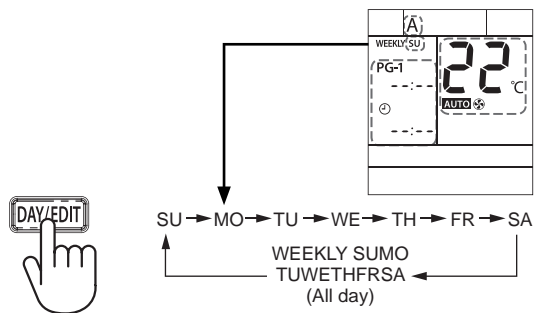 A
WEEKLY SU
PG-1
22 °C
--:--
AUTO
--:--
DAY/EDIT
SU → MO → TU → WE → TH → FR → SA
WEEKLY SUMO
TUWETHFRSA
(All day)